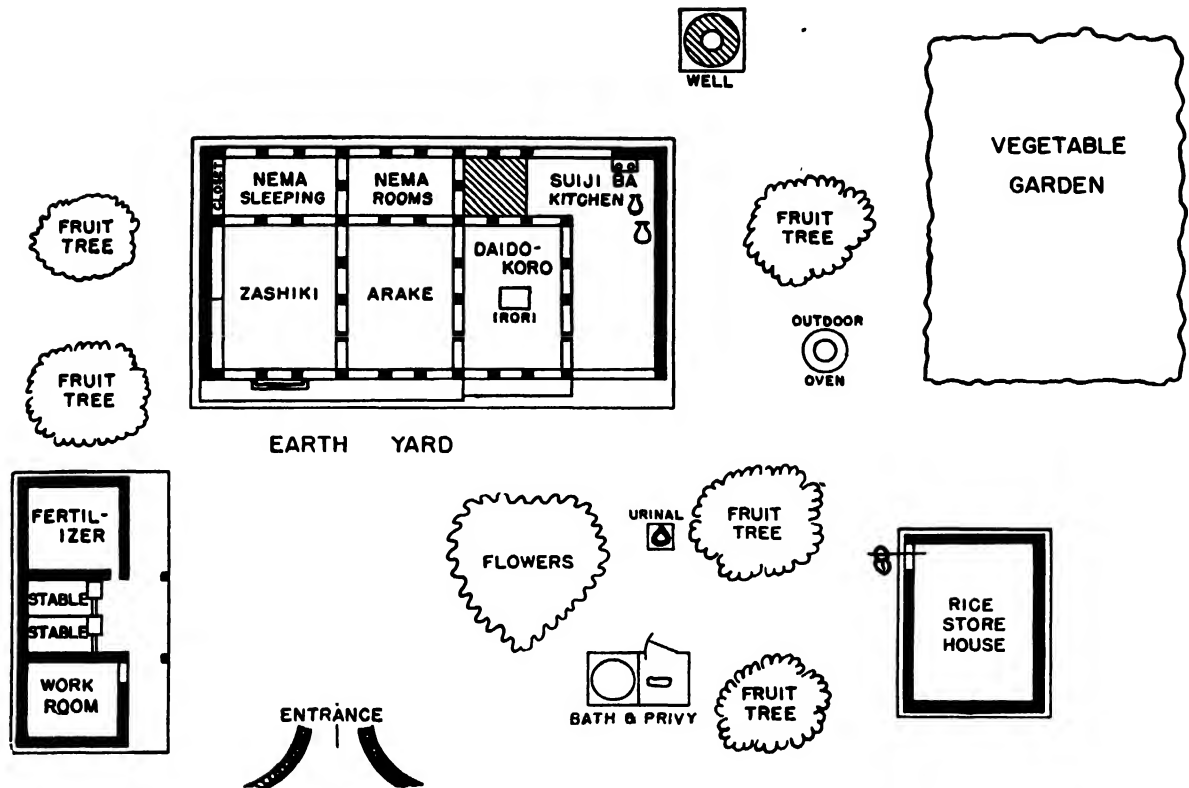 WELL
VEGETABLE
GARDEN
CLOSET
NEMA
SLEEPING
NEMA
ROOMS
SUIJI BA
KITCHEN
FRUIT
TREE
FRUIT
TREE
DAIDO-
KORO
ZASHIKI
ARAKE
IRORI
OUTDOOR
OVEN
FRUIT
TREE
EARTH YARD
FERTIL-
IZER
STABLE
STABLE
WORK
ROOM
FLOWERS
URINAL
FRUIT
TREE
RICE
STORE
HOUSE
BATH & PRIVY
FRUIT
TREE
ENTRANCE